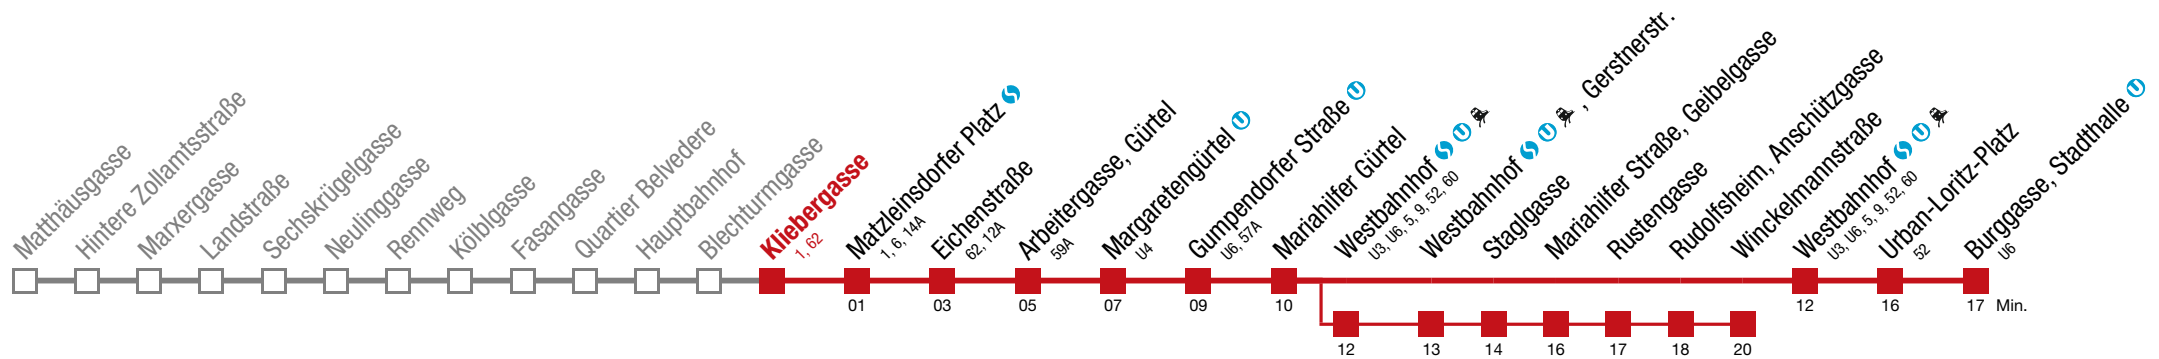 Matthäusgasse
Hintere Zollamtsstraße
Marxergasse
Landstraße
Sechskrügelgasse
Neulinggasse
Rennweg
Kölblgasse
Fasangasse
Quartier Belvedere
Hauptbahnhof
Blechturmgasse
Kliebergasse
1, 62
Matzleinsdorfer Platz
1, 6, 14A
Eichenstraße
62, 12A
Arbeitergasse, Gürtel
59A
Margaretengürtel U
U4
Gumpendorfer Straße U
U6, 57A
Mariahilfer Gürtel
Westbahnhof S U
U3, U6, 5, 9, 52, 60
Westbahnhof S U , Gerstnerstr.
Staglgasse
Mariahilfer Straße, Geibelgasse
Rustengasse
Rudolfsheim, Anschützgasse
Winckelmannstraße
Westbahnhof S U
U3, U6, 5, 9, 52, 60
Urban-Loritz-Platz
52
Burggasse, Stadthalle U
U6
01 03 05 07 09 10 12 16 17 Min.
12 13 14 16 17 18 20